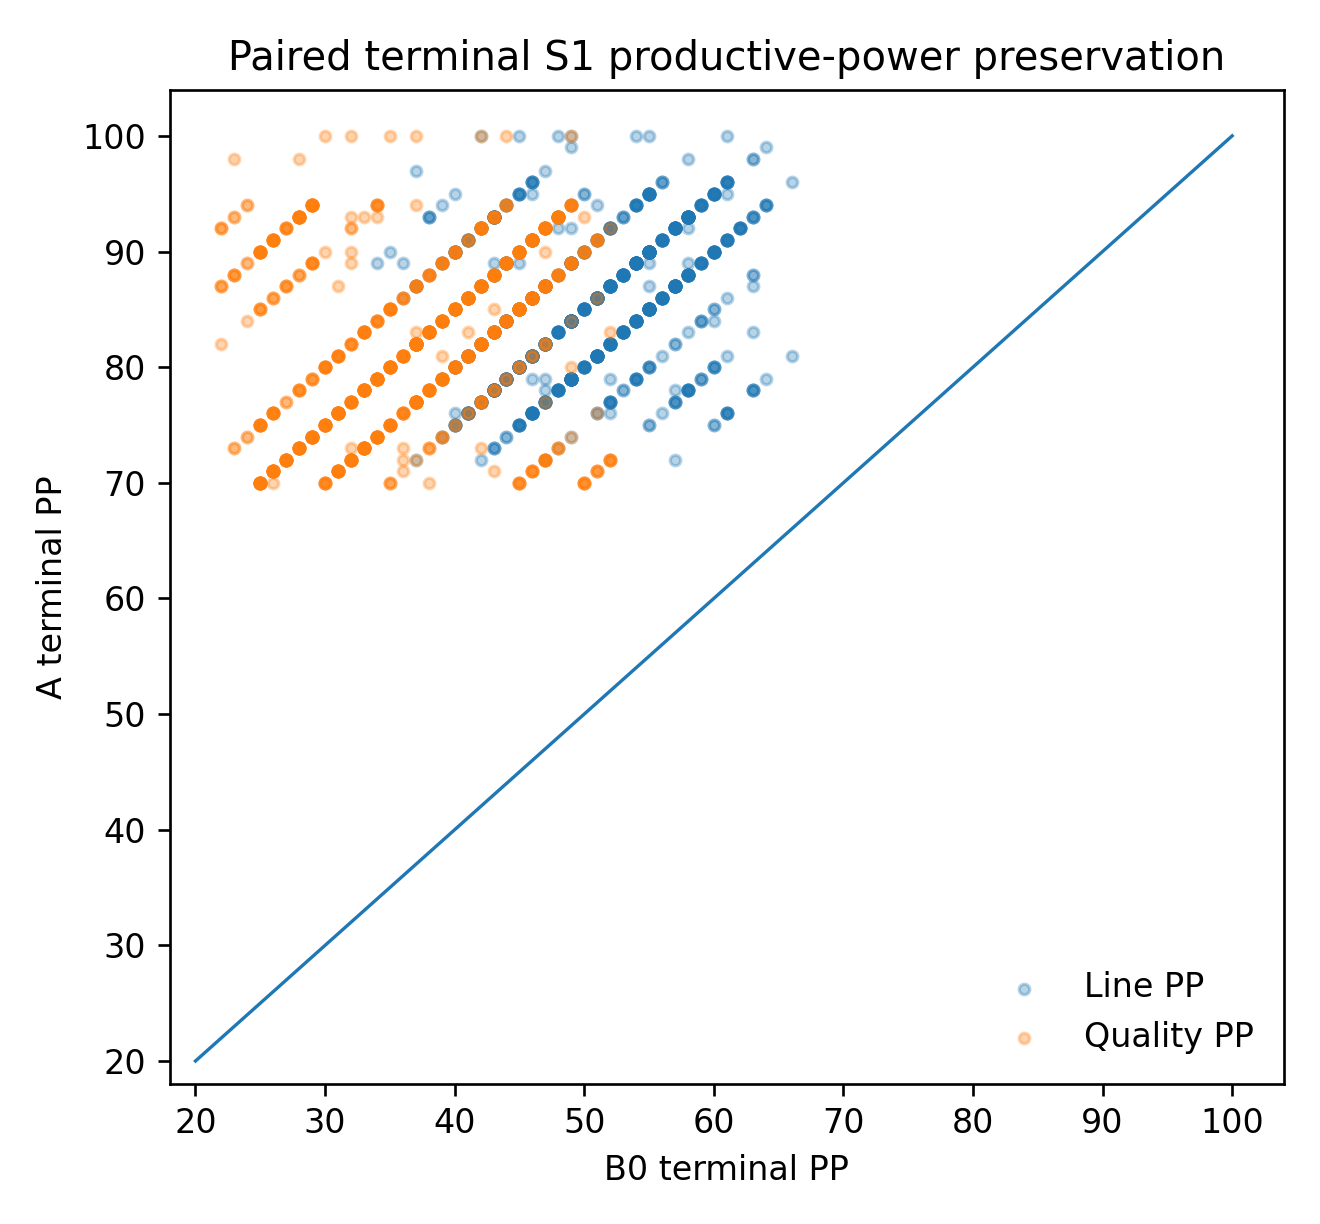 Paired terminal S1 productive-power preservation
100
90
80
70
60
50
40
30
20
A terminal PP
Line PP
Quality PP
20 30 40 50 60 70 80 90 100
B0 terminal PP